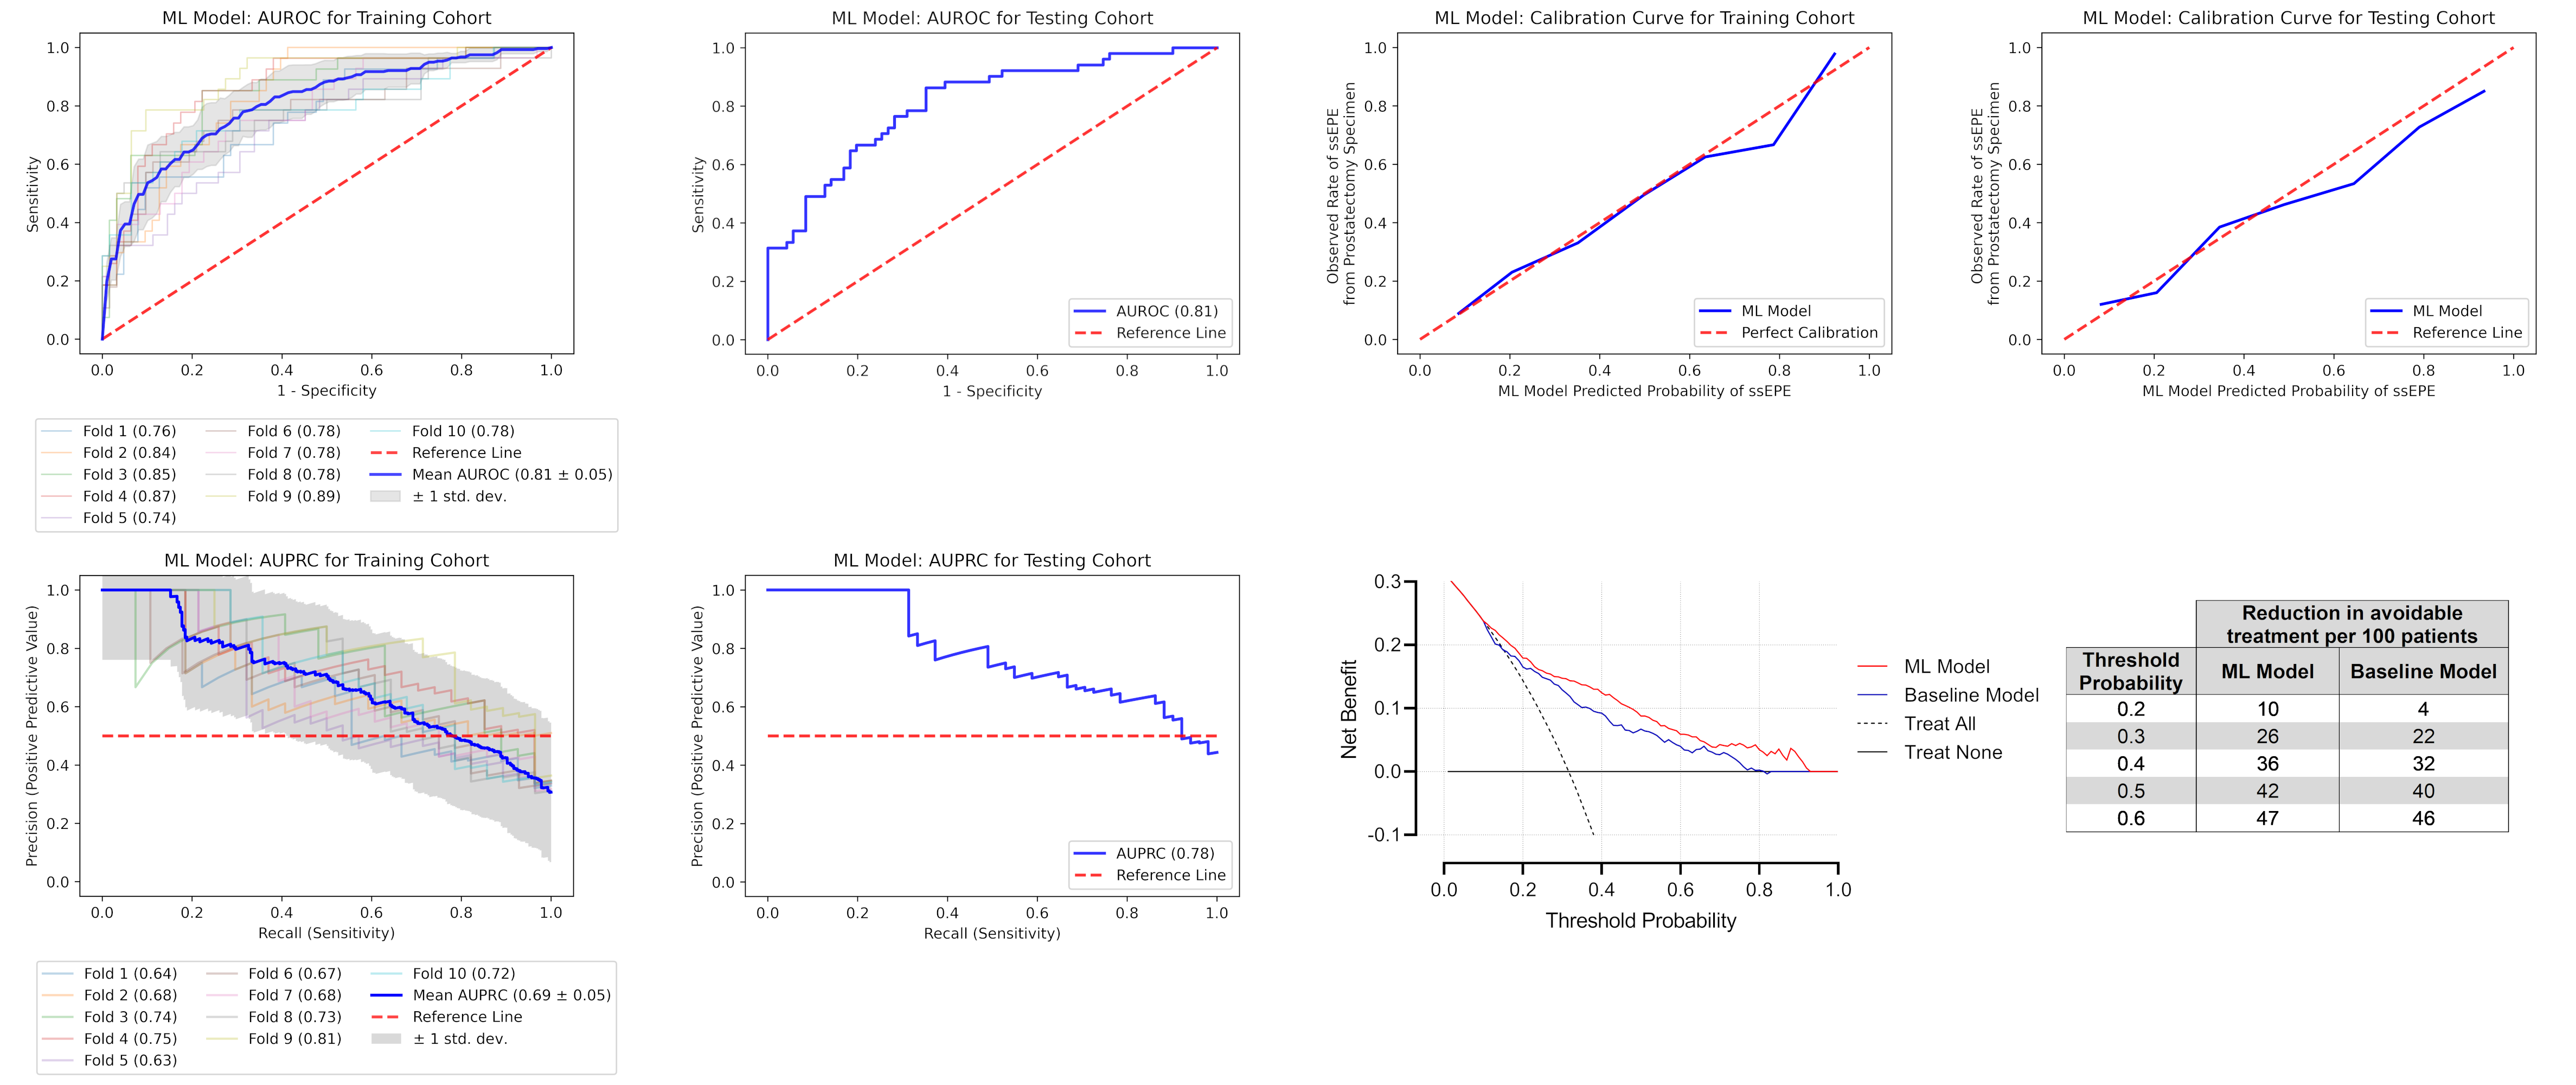 ML Model: AUROC for Training Cohort
Sensitivity
1.0
0.8
0.6
0.4
0.2
0.0
0.0 0.2 0.4 0.6 0.8 1.0
1 - Specificity
Fold 1 (0.76)
Fold 2 (0.84)
Fold 3 (0.85)
Fold 4 (0.87)
Fold 5 (0.74)
Fold 6 (0.78)
Fold 7 (0.78)
Fold 8 (0.78)
Fold 9 (0.89)
Fold 10 (0.78)
Reference Line
Mean AUROC (0.81 ± 0.05)
± 1 std. dev.
ML Model: AUROC for Testing Cohort
Sensitivity
1.0
0.8
0.6
0.4
0.2
0.0
AUROC (0.81)
Reference Line
0.0 0.2 0.4 0.6 0.8 1.0
1 - Specificity
ML Model: Calibration Curve for Training Cohort
Observed Rate of ssEPE
from Prostatectomy Specimen
1.0
0.8
0.6
0.4
0.2
0.0
ML Model
Perfect Calibration
0.0 0.2 0.4 0.6 0.8 1.0
ML Model Predicted Probability of ssEPE
ML Model: Calibration Curve for Testing Cohort
Observed Rate of ssEPE
from Prostatectomy Specimen
1.0
0.8
0.6
0.4
0.2
0.0
ML Model
Reference Line
0.0 0.2 0.4 0.6 0.8 1.0
ML Model Predicted Probability of ssEPE
ML Model: AUPRC for Training Cohort
Precision (Positive Predictive Value)
1.0
0.8
0.6
0.4
0.2
0.0
0.0 0.2 0.4 0.6 0.8 1.0
Recall (Sensitivity)
Fold 1 (0.64)
Fold 2 (0.68)
Fold 3 (0.74)
Fold 4 (0.75)
Fold 5 (0.63)
Fold 6 (0.67)
Fold 7 (0.68)
Fold 8 (0.73)
Fold 9 (0.81)
Fold 10 (0.72)
Mean AUPRC (0.69 ± 0.05)
Reference Line
± 1 std. dev.
ML Model: AUPRC for Testing Cohort
Precision (Positive Predictive Value)
1.0
0.8
0.6
0.4
0.2
0.0
AUPRC (0.78)
Reference Line
0.0 0.2 0.4 0.6 0.8 1.0
Recall (Sensitivity)
Net Benefit
0.3
0.2
0.1
0.0
-0.1
0.0 0.2 0.4 0.6 0.8 1.0
Threshold Probability
ML Model
Baseline Model
Treat All
Treat None
Reduction in avoidable
treatment per 100 patients
Threshold
Probability
ML Model Baseline Model
0.2 10 4
0.3 26 22
0.4 36 32
0.5 42 40
0.6 47 46